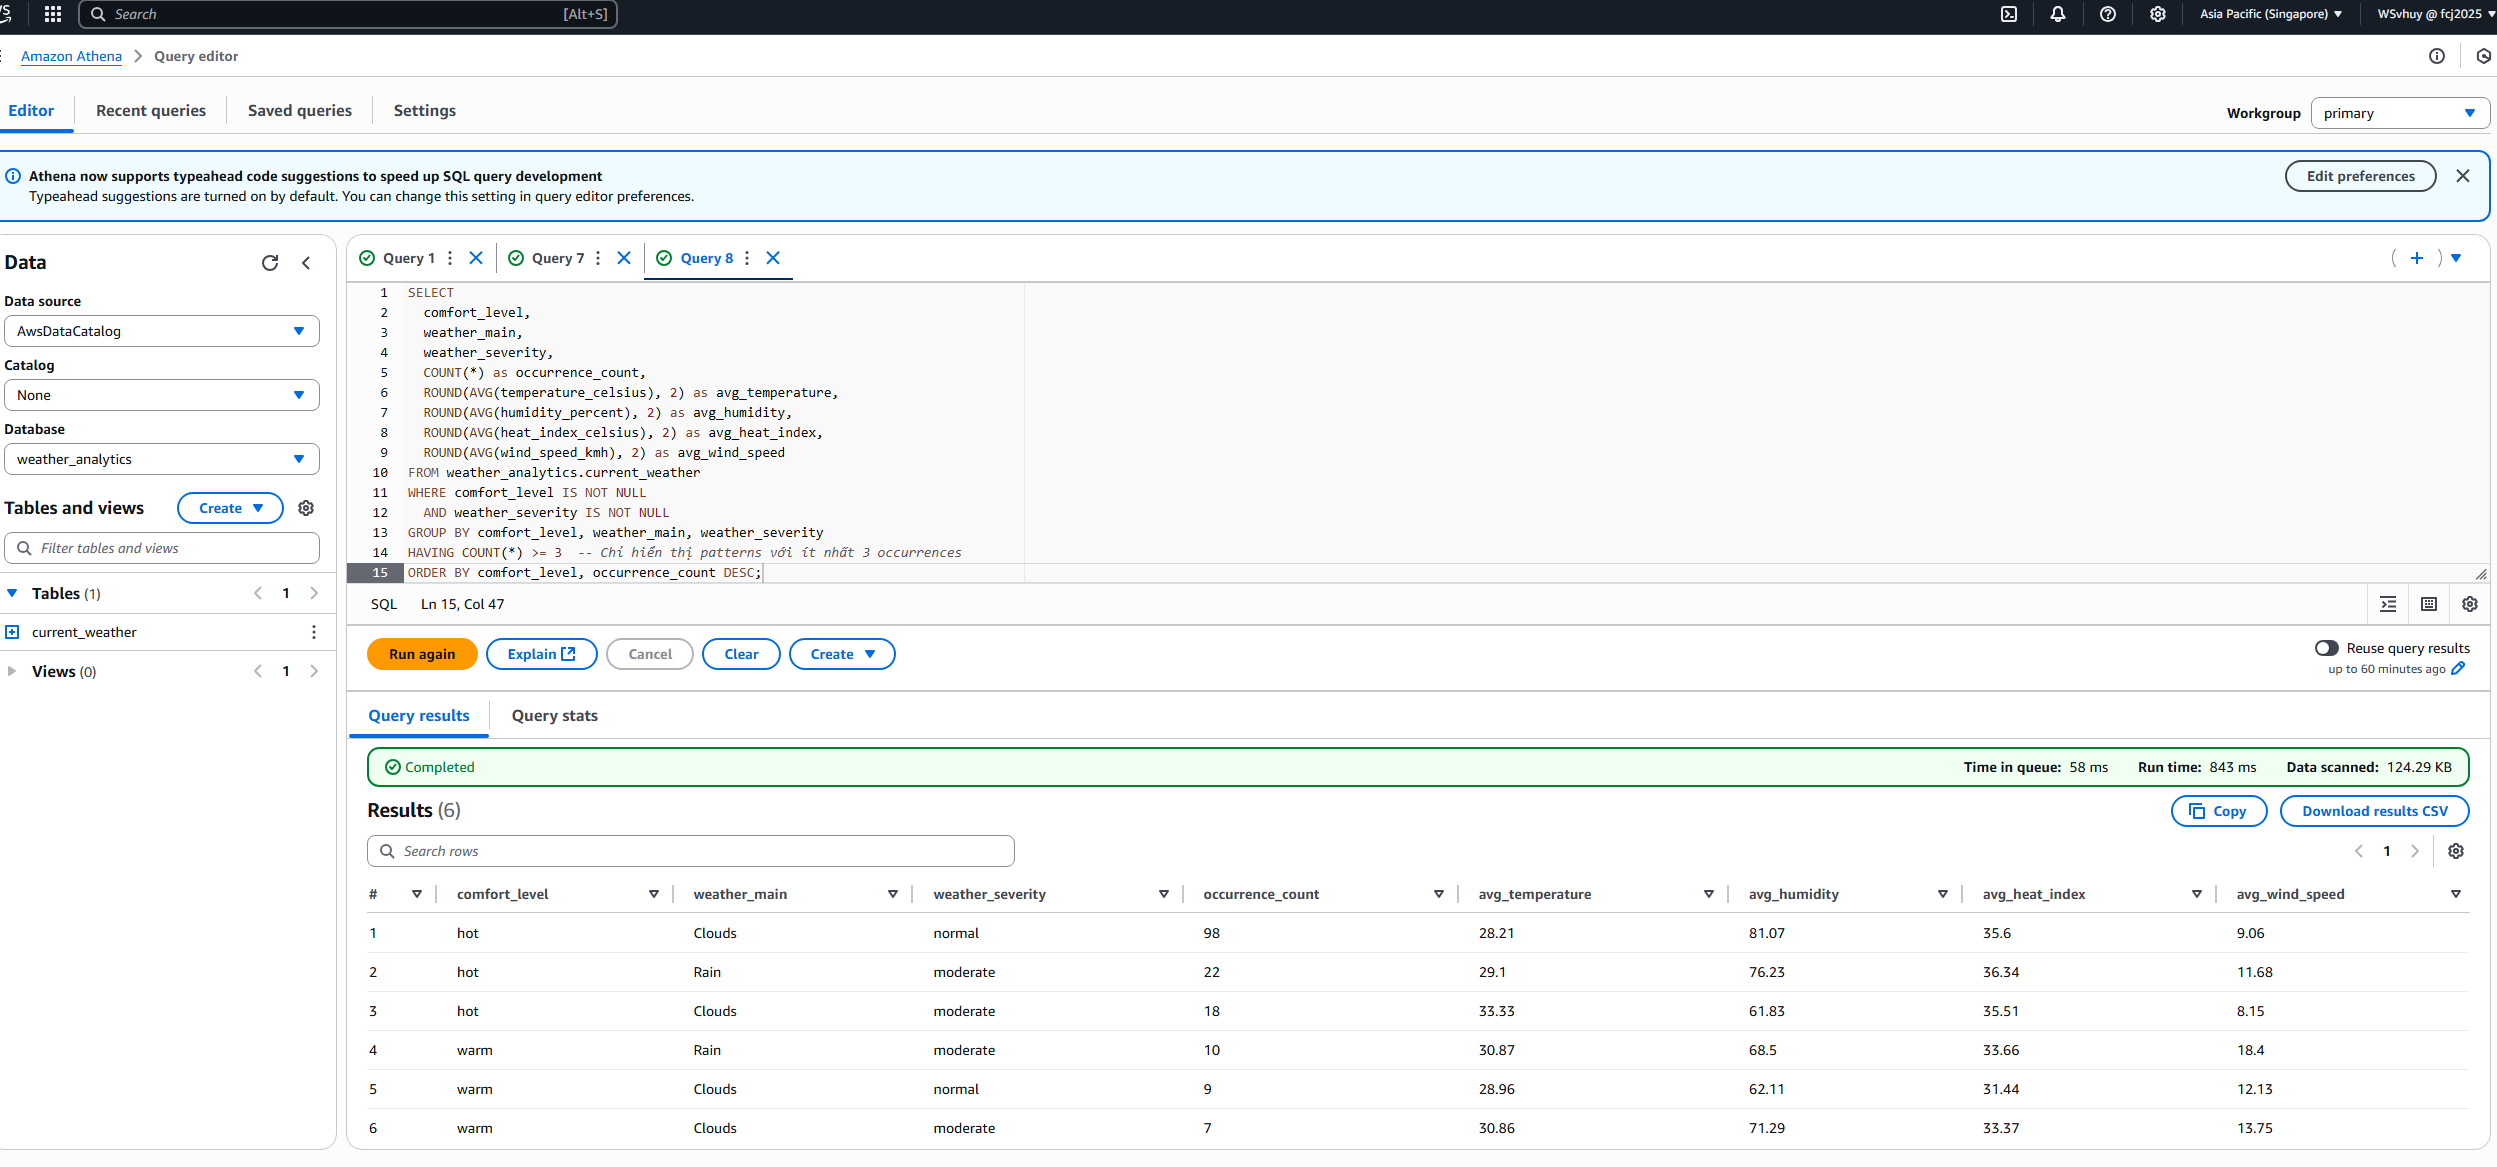 Search [Alt+S] Asia Pacific (Singapore) WSvhuy @ fcj2025
Amazon Athena Query editor
Editor Recent queries Saved queries Settings
Workgroup primary
Athena now supports typeahead code suggestions to speed up SQL query development
Typeahead suggestions are turned on by default. You can change this setting in query editor preferences.
Edit preferences
Data
Data source
AwsDataCatalog
Catalog
None
Database
weather_analytics
Tables and views Create
Filter tables and views
Tables (1) 1
current_weather
Views (0) 1
Query 1 Query 7 Query 8
1 SELECT
2 comfort_level,
3 weather_main,
4 weather_severity,
5 COUNT(*) as occurrence_count,
6 ROUND(AVG(temperature_celsius), 2) as avg_temperature,
7 ROUND(AVG(humidity_percent), 2) as avg_humidity,
8 ROUND(AVG(heat_index_celsius), 2) as avg_heat_index,
9 ROUND(AVG(wind_speed_kmh), 2) as avg_wind_speed
10 FROM weather_analytics.current_weather
11 WHERE comfort_level IS NOT NULL
12 AND weather_severity IS NOT NULL
13 GROUP BY comfort_level, weather_main, weather_severity
14 HAVING COUNT(*) >= 3 -- Chỉ hiển thị patterns với ít nhất 3 occurrences
15 ORDER BY comfort_level, occurrence_count DESC;
SQL Ln 15, Col 47
Run again Explain Cancel Clear Create
Reuse query results
up to 60 minutes ago
Query results Query stats
Completed Time in queue: 58 ms Run time: 843 ms Data scanned: 124.29 KB
Results (6) Copy Download results CSV
Search rows 1
# comfort_level weather_main weather_severity occurrence_count avg_temperature avg_humidity avg_heat_index avg_wind_speed
1 hot Clouds normal 98 28.21 81.07 35.6 9.06
2 hot Rain moderate 22 29.1 76.23 36.34 11.68
3 hot Clouds moderate 18 33.33 61.83 35.51 8.15
4 warm Rain moderate 10 30.87 68.5 33.66 18.4
5 warm Clouds normal 9 28.96 62.11 31.44 12.13
6 warm Clouds moderate 7 30.86 71.29 33.37 13.75